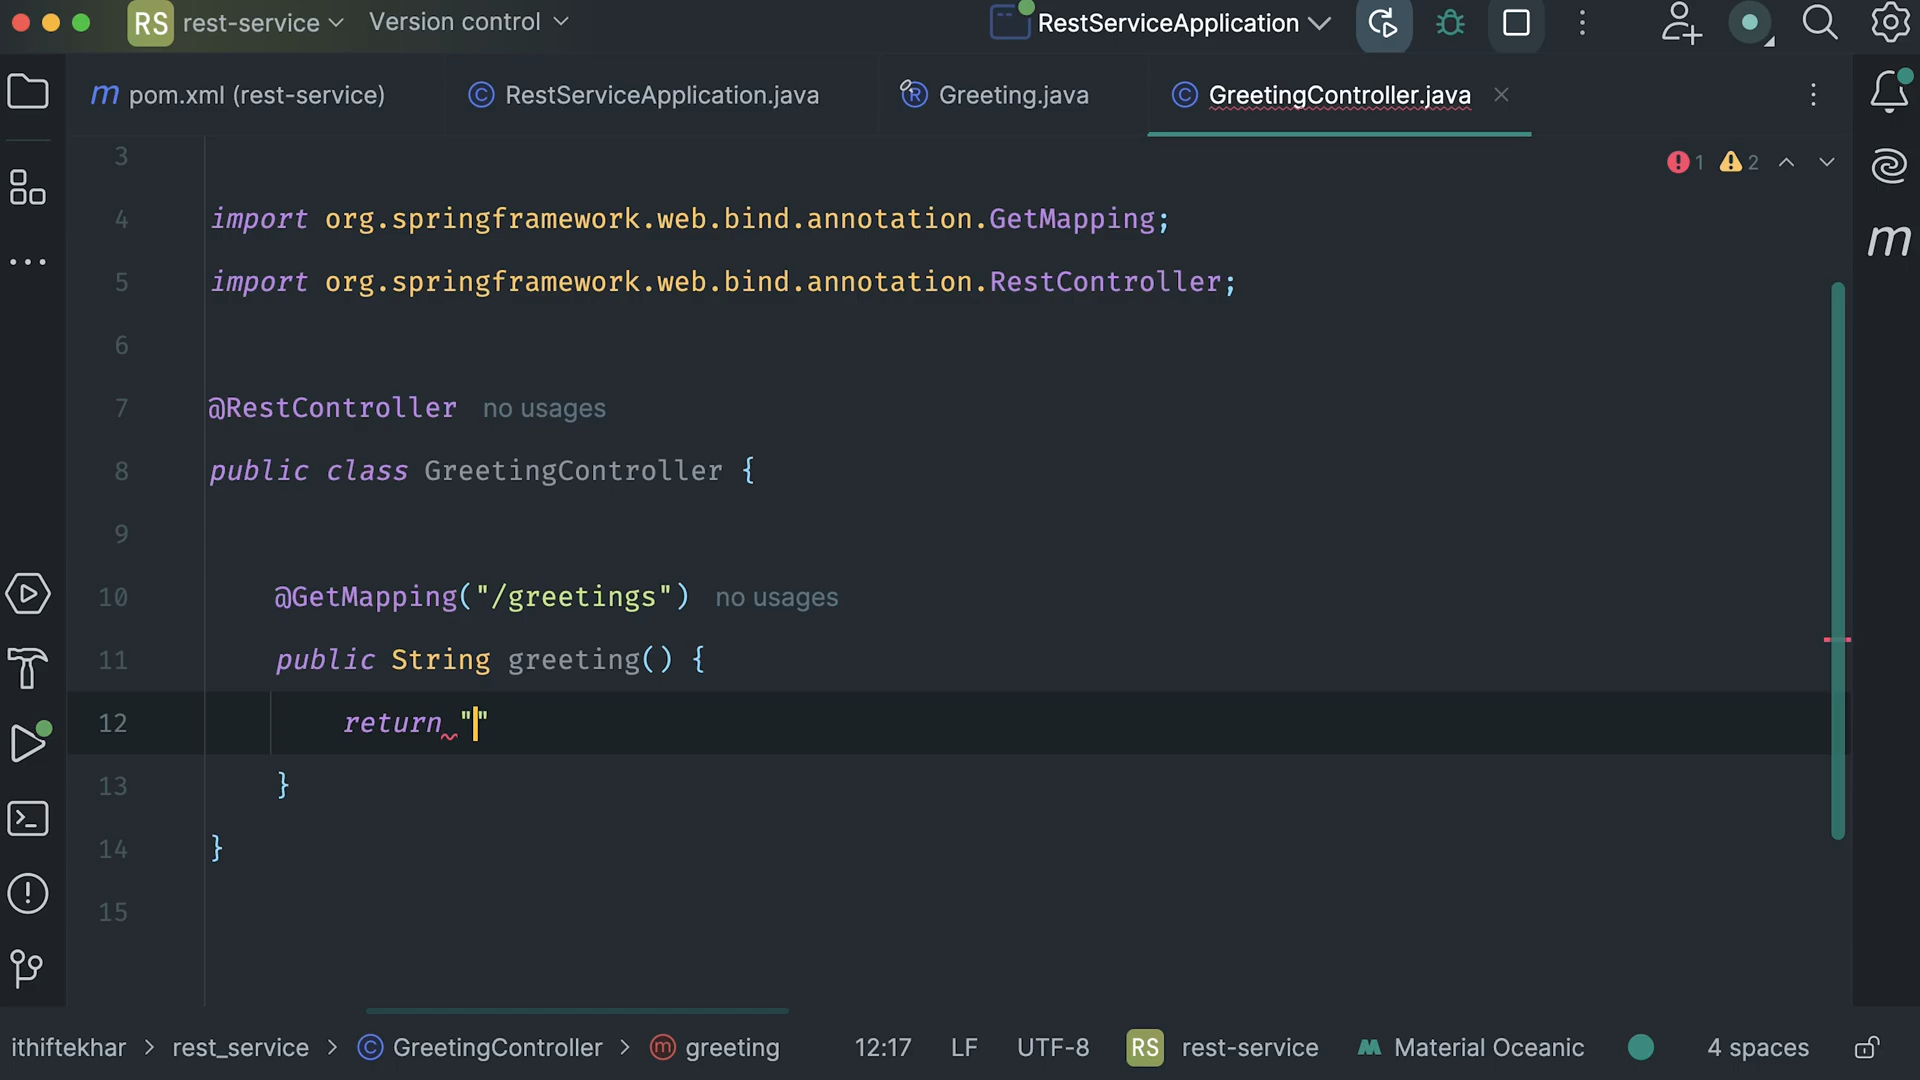 RS rest-service Version control RestServiceApplication
m pom.xml (rest-service) © RestServiceApplication.java R Greeting.java © GreetingController.java
3 1 2
4 import org.springframework.web.bind.annotation.GetMapping;
5 import org.springframework.web.bind.annotation.RestController;
6
7 @RestController no usages
8 public class GreetingController {
9
10 @GetMapping("/greetings") no usages
11 public String greeting() {
12 return ""
13 }
14 }
15
ithiftekhar > rest_service > © GreetingController > m greeting 12:17 LF UTF-8 RS rest-service M Material Oceanic 4 spaces